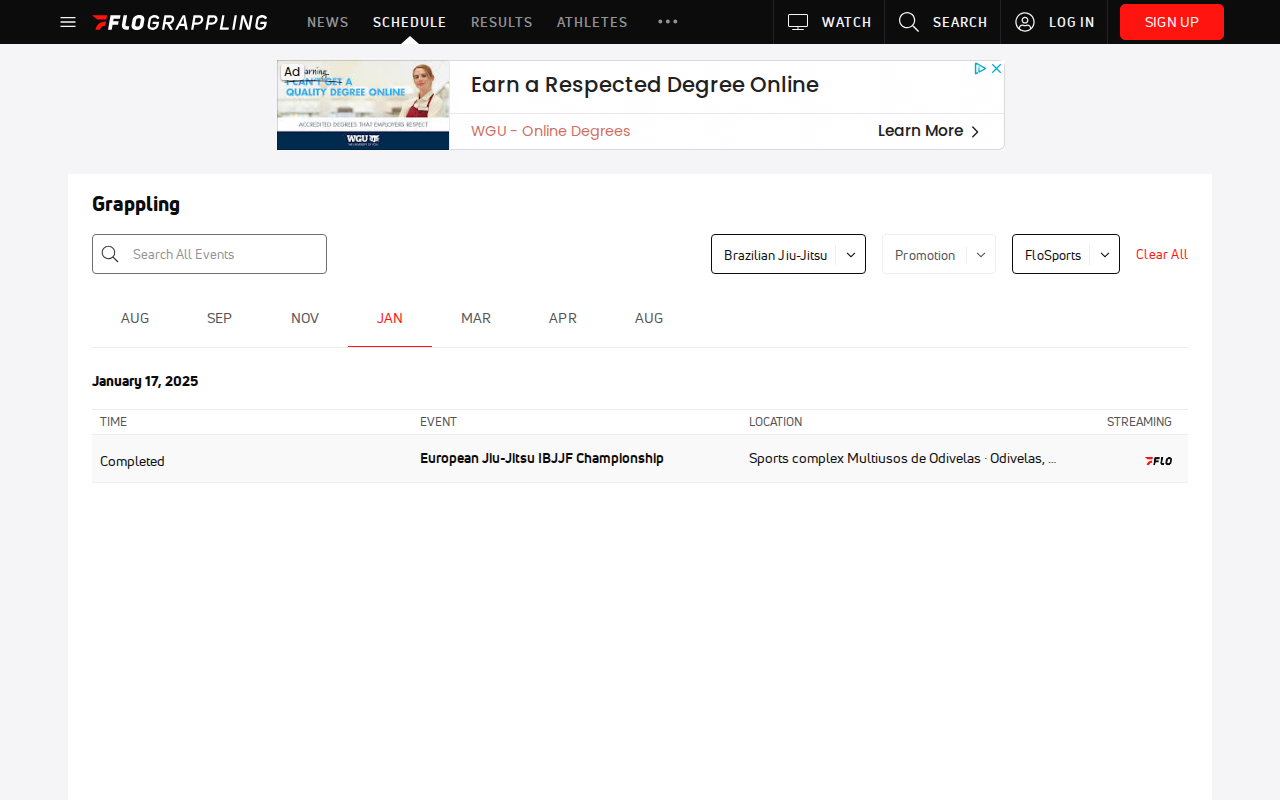 FLOGRAPPLING NEWS SCHEDULE RESULTS ATHLETES ••• WATCH SEARCH LOG IN SIGN UP
Ad
I CAN'T GET A
QUALITY DEGREE ONLINE
ACCREDITED DEGREES THAT EMPLOYERS RESPECT
WGU
Earn a Respected Degree Online
WGU - Online Degrees
Learn More
Grappling
Search All Events
Brazilian Jiu-Jitsu
Promotion
FloSports
Clear All
AUG SEP NOV JAN MAR APR AUG
January 17, 2025
TIME EVENT LOCATION STREAMING
Completed European Jiu-Jitsu IBJJF Championship Sports complex Multiusos de Odivelas · Odivelas, ... FLO